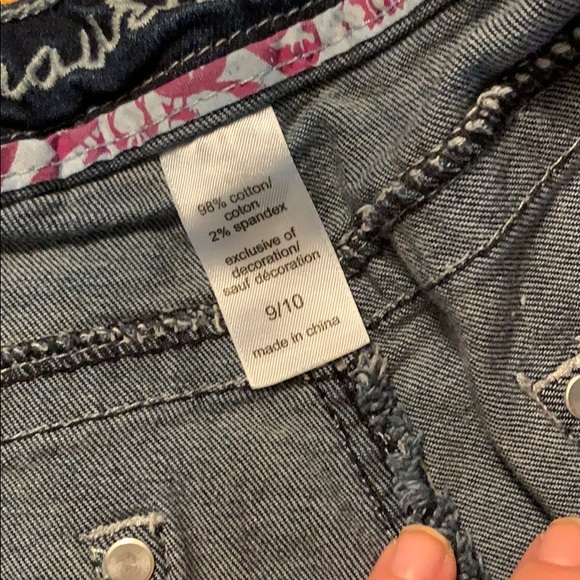 98% cotton/
coton
2% spandex
exclusive of
decoration/
sauf décoration
9/10
made in china